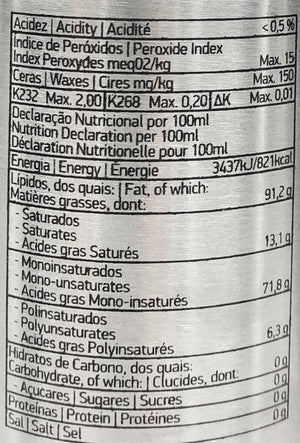 Acidez | Acidity | Acidité <0,5%
Índice de Peróxidos | Peroxide Index
Index Peroxydes meqO2/kg Max. 15
Ceras | Waxes | Cires mg/kg Max. 150
K232 Max. 2,00 | K268 Max. 0,20 | ΔK Max. 0,01
Declaração Nutricional por 100ml
Nutrition Declaration per 100ml
Déclaration Nutritionelle pour 100ml
Energia | Energy | Énergie 3437kJ/821kcal
Lípidos, dos quais: | Fat, of which:
Matières grasses, dont: 91,2g
- Saturados
- Saturates
- Acides gras Saturés 13,1g
- Monoinsaturados
- Mono-unsaturates
- Acides gras Mono-insaturés 71,8g
- Polinsaturados
- Polyunsaturates
- Acides gras Polyinsaturés 6,3g
Hidratos de Carbono, dos quais:
Carbohydrate, of which: | Glucides, dont: 0g
- Açucares | Sugares | Sucres 0g
Proteínas | Protein | Protéines 0g
Sal | Salt | Sel 0g